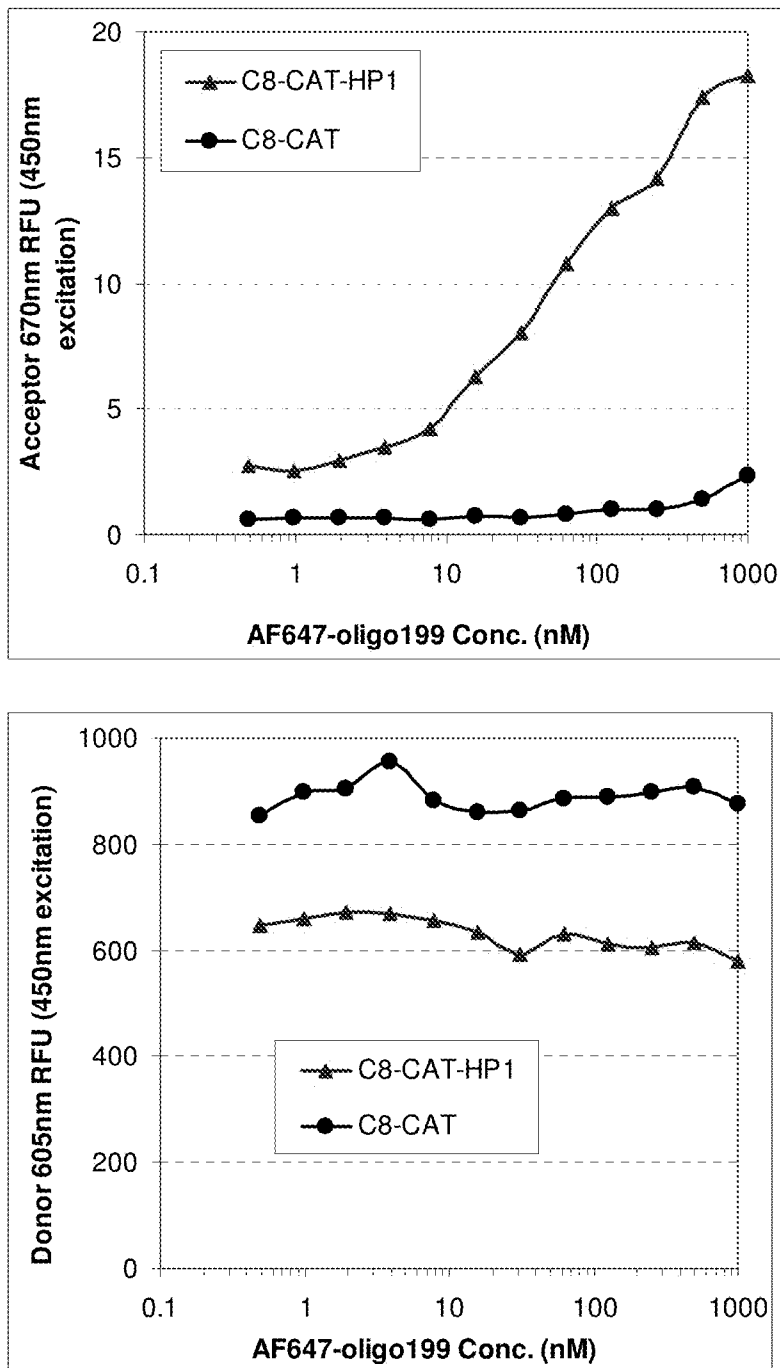 20
15
10
5
0
C8-CAT-HP1
C8-CAT
Acceptor 670nm RFU (450nm
excitation)
0.1 1 10 100 1000
AF647-oligo199 Conc. (nM)
1000
800
600
400
200
0
Donor 605nm RFU (450nm excitation)
C8-CAT-HP1
C8-CAT
0.1 1 10 100 1000
AF647-oligo199 Conc. (nM)